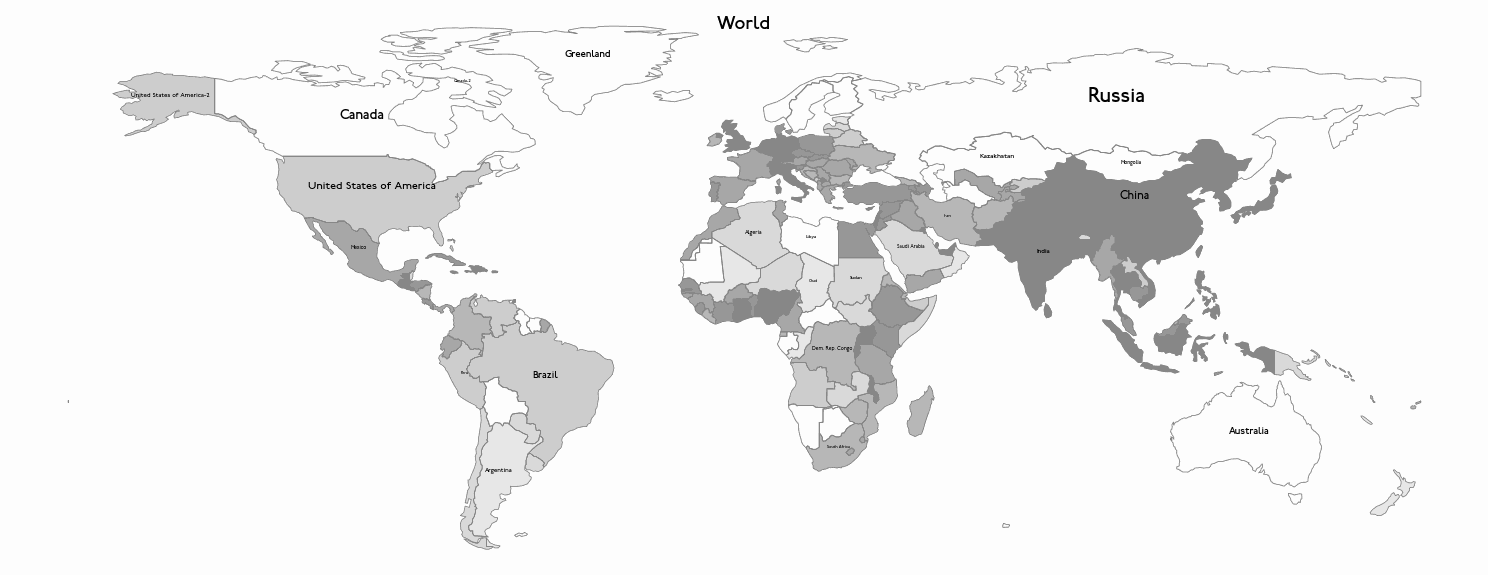 World
Greenland
Canada-2
United States of America-2
Canada
Russia
Kazakhstan
Mongolia
United States of America
China
Iran
Algeria
Libya
Saudi Arabia
Mexico
India
Chad
Sudan
Dem. Rep. Congo
Peru
Brazil
Australia
South Africa
Argentina